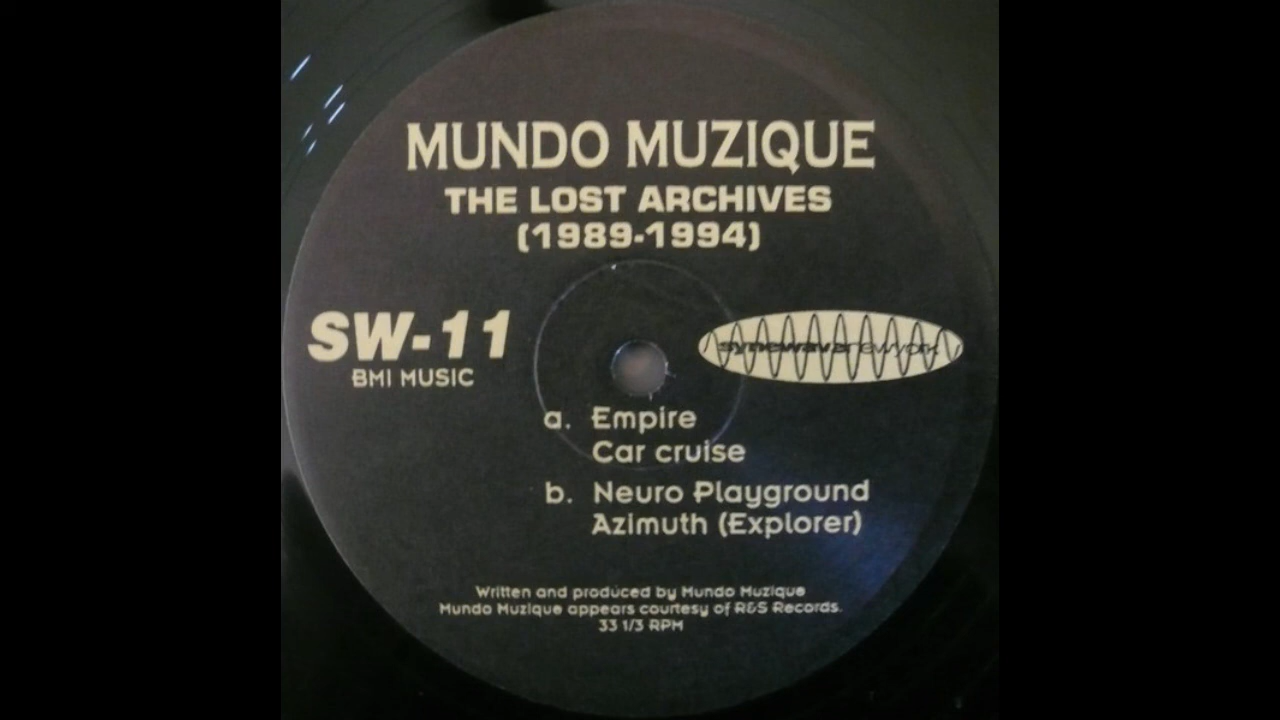 MUNDO MUZIQUE
THE LOST ARCHIVES
(1989-1994)
SW-11
BMI MUSIC
synewave newyork
a. Empire
Car cruise
b. Neuro Playground
Azimuth (Explorer)
Written and produced by Mundo Muzique
Mundo Muzique appears courtesy of R&S Records.
33 1/3 RPM